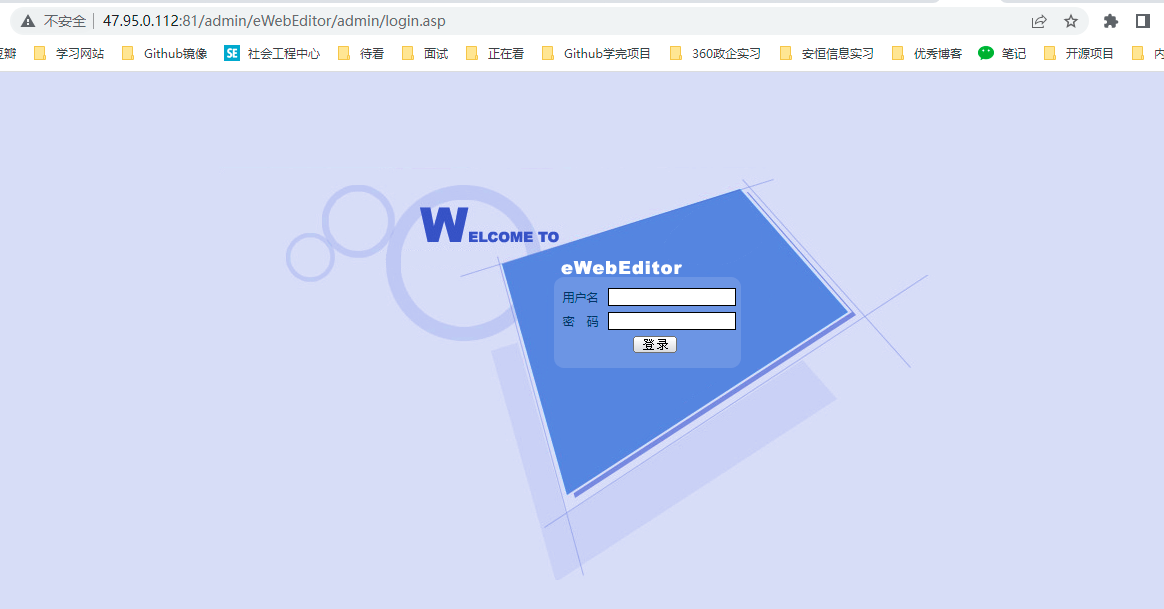 不安全 47.95.0.112:81/admin/eWebEditor/admin/login.asp
学习网站 Github镜像 SE 社会工程中心 待看 面试 正在看 Github学完项目 360政企实习 安恒信息实习 优秀博客 笔记 开源项目
WELCOME TO
eWebEditor
用户名
密 码
登录